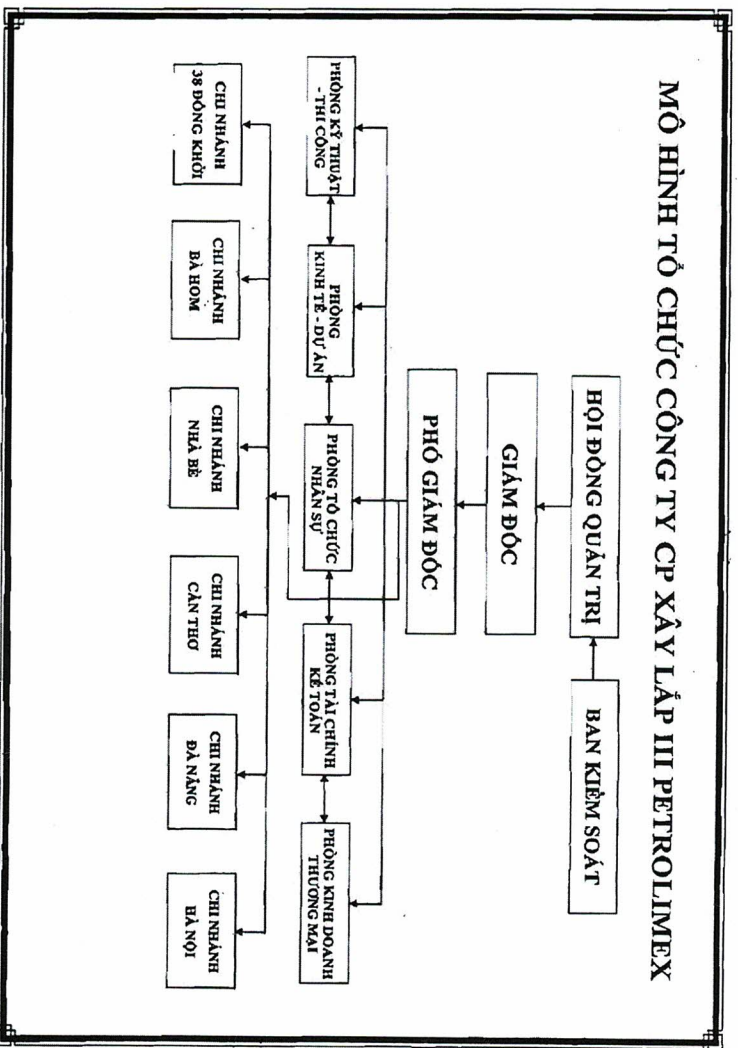 MÔ HÌNH TỔ CHỨC CÔNG TY CP XÂY LẮP III PETROLIMEX
HỘI ĐỒNG QUẢN TRỊ
BAN KIỂM SOÁT
GIÁM ĐỐC
PHÓ GIÁM ĐỐC
PHÒNG KỸ THUẬT
- THI CÔNG
PHÒNG
KINH TẾ - DỰ ÁN
PHÒNG TỔ CHỨC
NHÂN SỰ
PHÒNG TÀI CHÍNH
KẾ TOÁN
PHÒNG KINH DOANH
THƯƠNG MẠI
CHI NHÁNH
38 ĐỒNG KHỞI
CHI NHÁNH
BÀ HOM
CHI NHÁNH
NHÀ BÈ
CHI NHÁNH
CẦN THƠ
CHI NHÁNH
ĐÀ NẴNG
CHI NHÁNH
HÀ NỘI